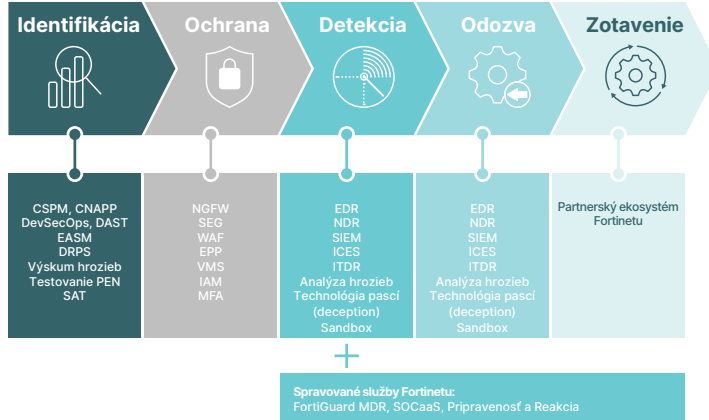 Identifikácia
Ochrana
Detekcia
Odozva
Zotavenie
CSPM, CNAPP
DevSecOps, DAST
EASM
DRPS
Výskum hrozieb
Testovanie PEN
SAT
NGFW
SEG
WAF
EPP
VMS
IAM
MFA
EDR
NDR
SIEM
ICES
ITDR
Analýza hrozieb
Technológia pascí
(deception)
Sandbox
EDR
NDR
SIEM
ICES
ITDR
Analýza hrozieb
Technológia pascí
(deception)
Sandbox
Partnerský ekosystém
Fortinetu
Spravované služby Fortinetu:
FortiGuard MDR, SOCaaS, Pripravenosť a Reakcia